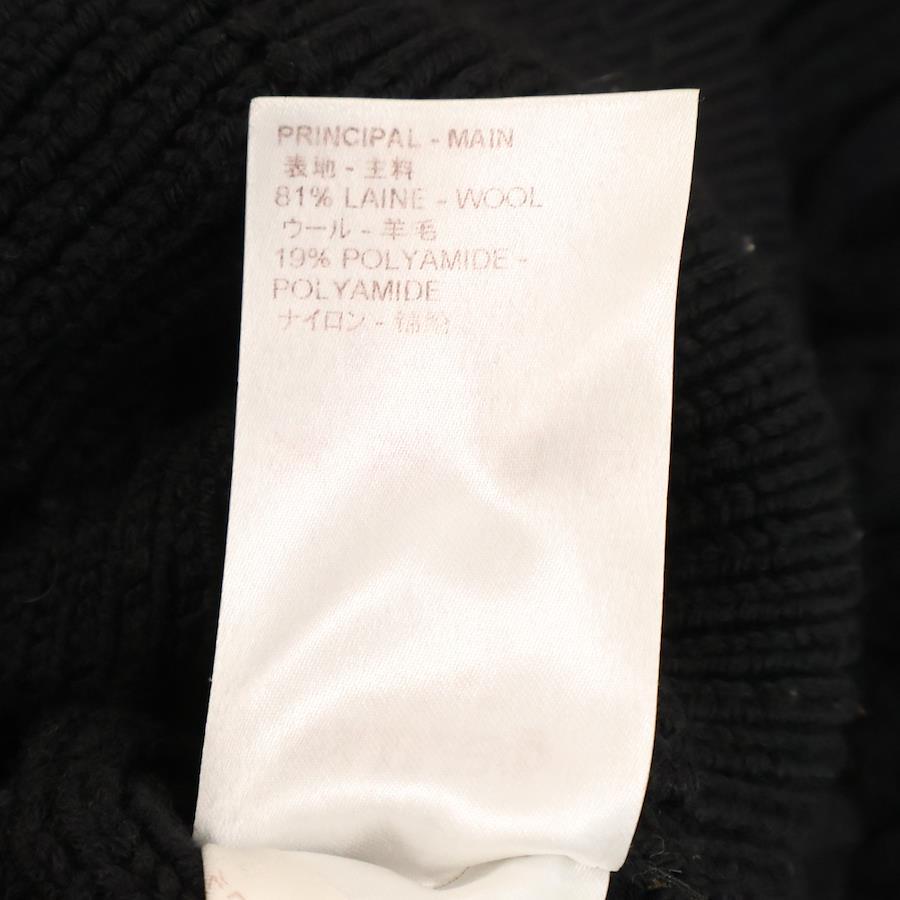 PRINCIPAL - MAIN
表地 - 主料
81% LAINE - WOOL
ウール - 羊毛
19% POLYAMIDE -
POLYAMIDE
ナイロン - 锦纶